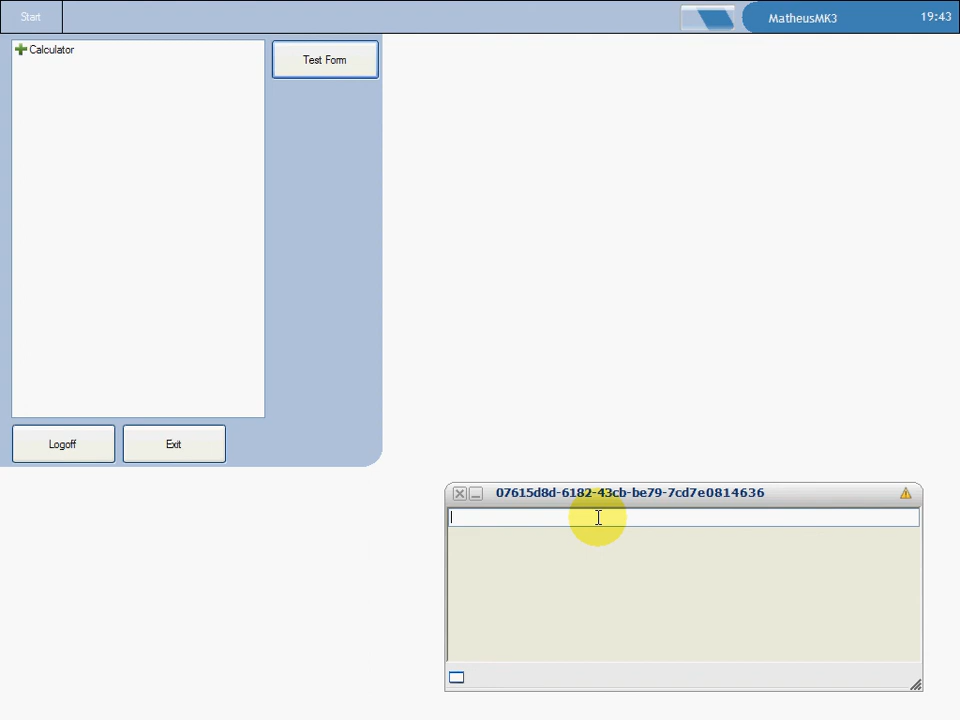 Start
MatheusMK3
19:43
Calculator
Test Form
Logoff
Exit
07615d8d-6182-43cb-be79-7cd7e0814636